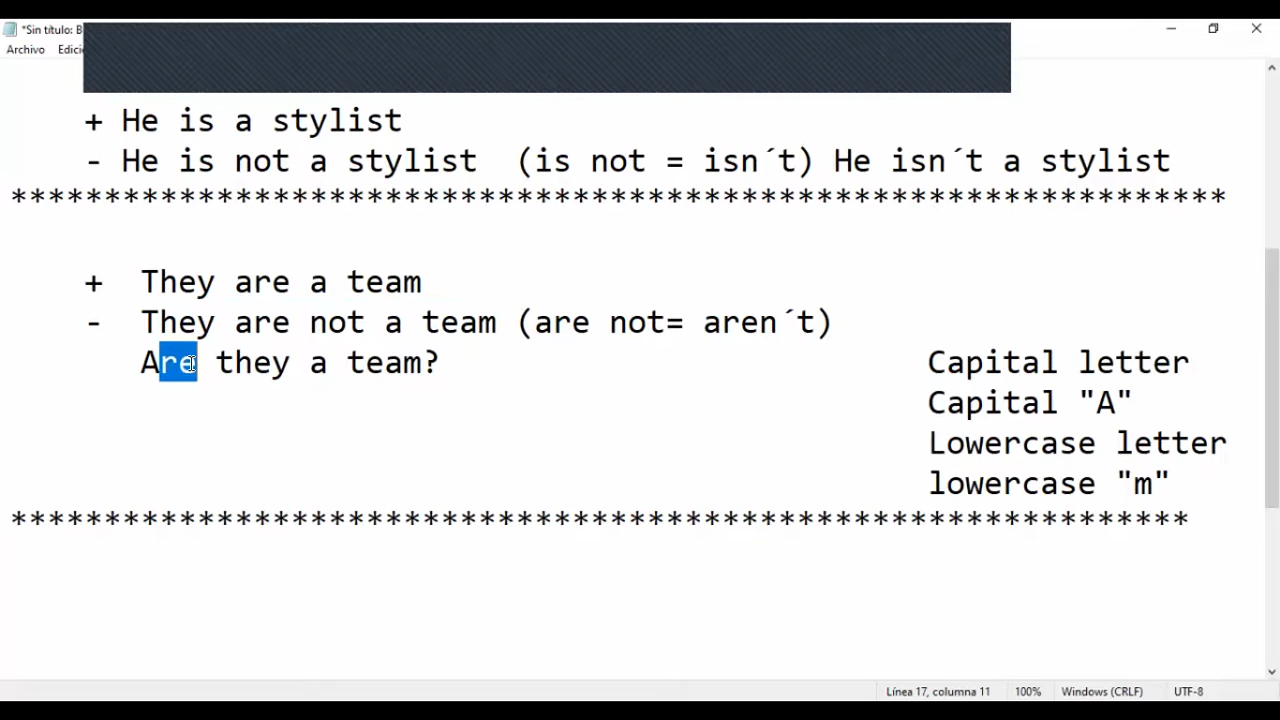 *Sin título: B
Archivo Edici
+ He is a stylist
- He is not a stylist (is not = isn´t) He isn´t a stylist
*****************************************************************
+ They are a team
- They are not a team (are not= aren´t)
Are they a team? Capital letter
Capital "A"
Lowercase letter
lowercase "m"
***************************************************************
Línea 17, columna 11 100% Windows (CRLF) UTF-8